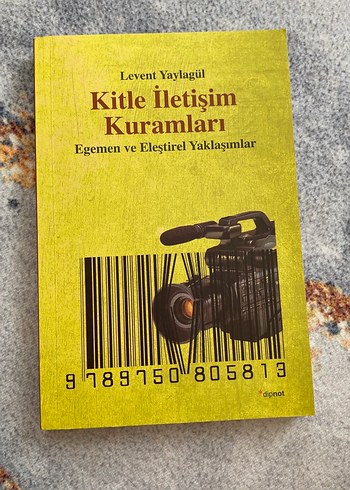 Levent Yaylagül
Kitle İletişim
Kuramları
Egemen ve Eleştirel Yaklaşımlar
9 789750 805813
dipnot